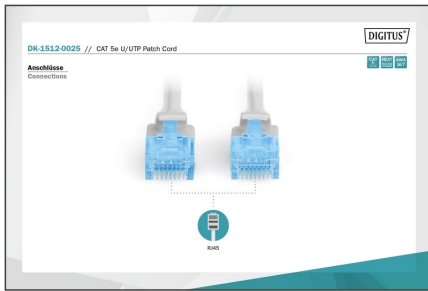 DIGITUS®
DK-1512-0025 // CAT 5e U/UTP Patch Cord
Anschlüsse
Connections
RJ45